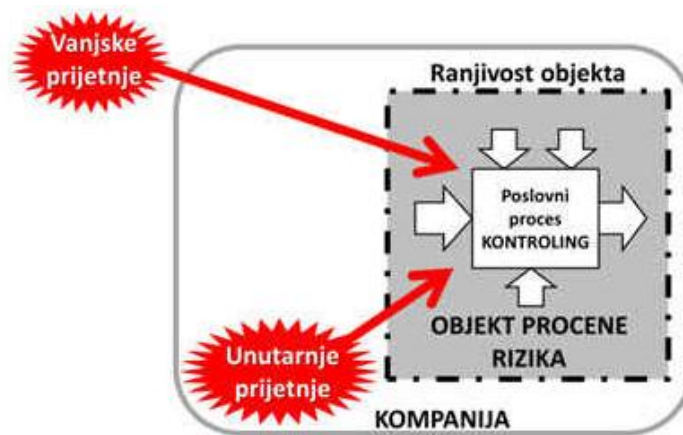 Vanjske
prijetnje
Ranjivost objekta
Poslovni
proces
KONTROLING
OBJEKT PROCENE
RIZIKA
Unutarnje
prijetnje
KOMPANIJA